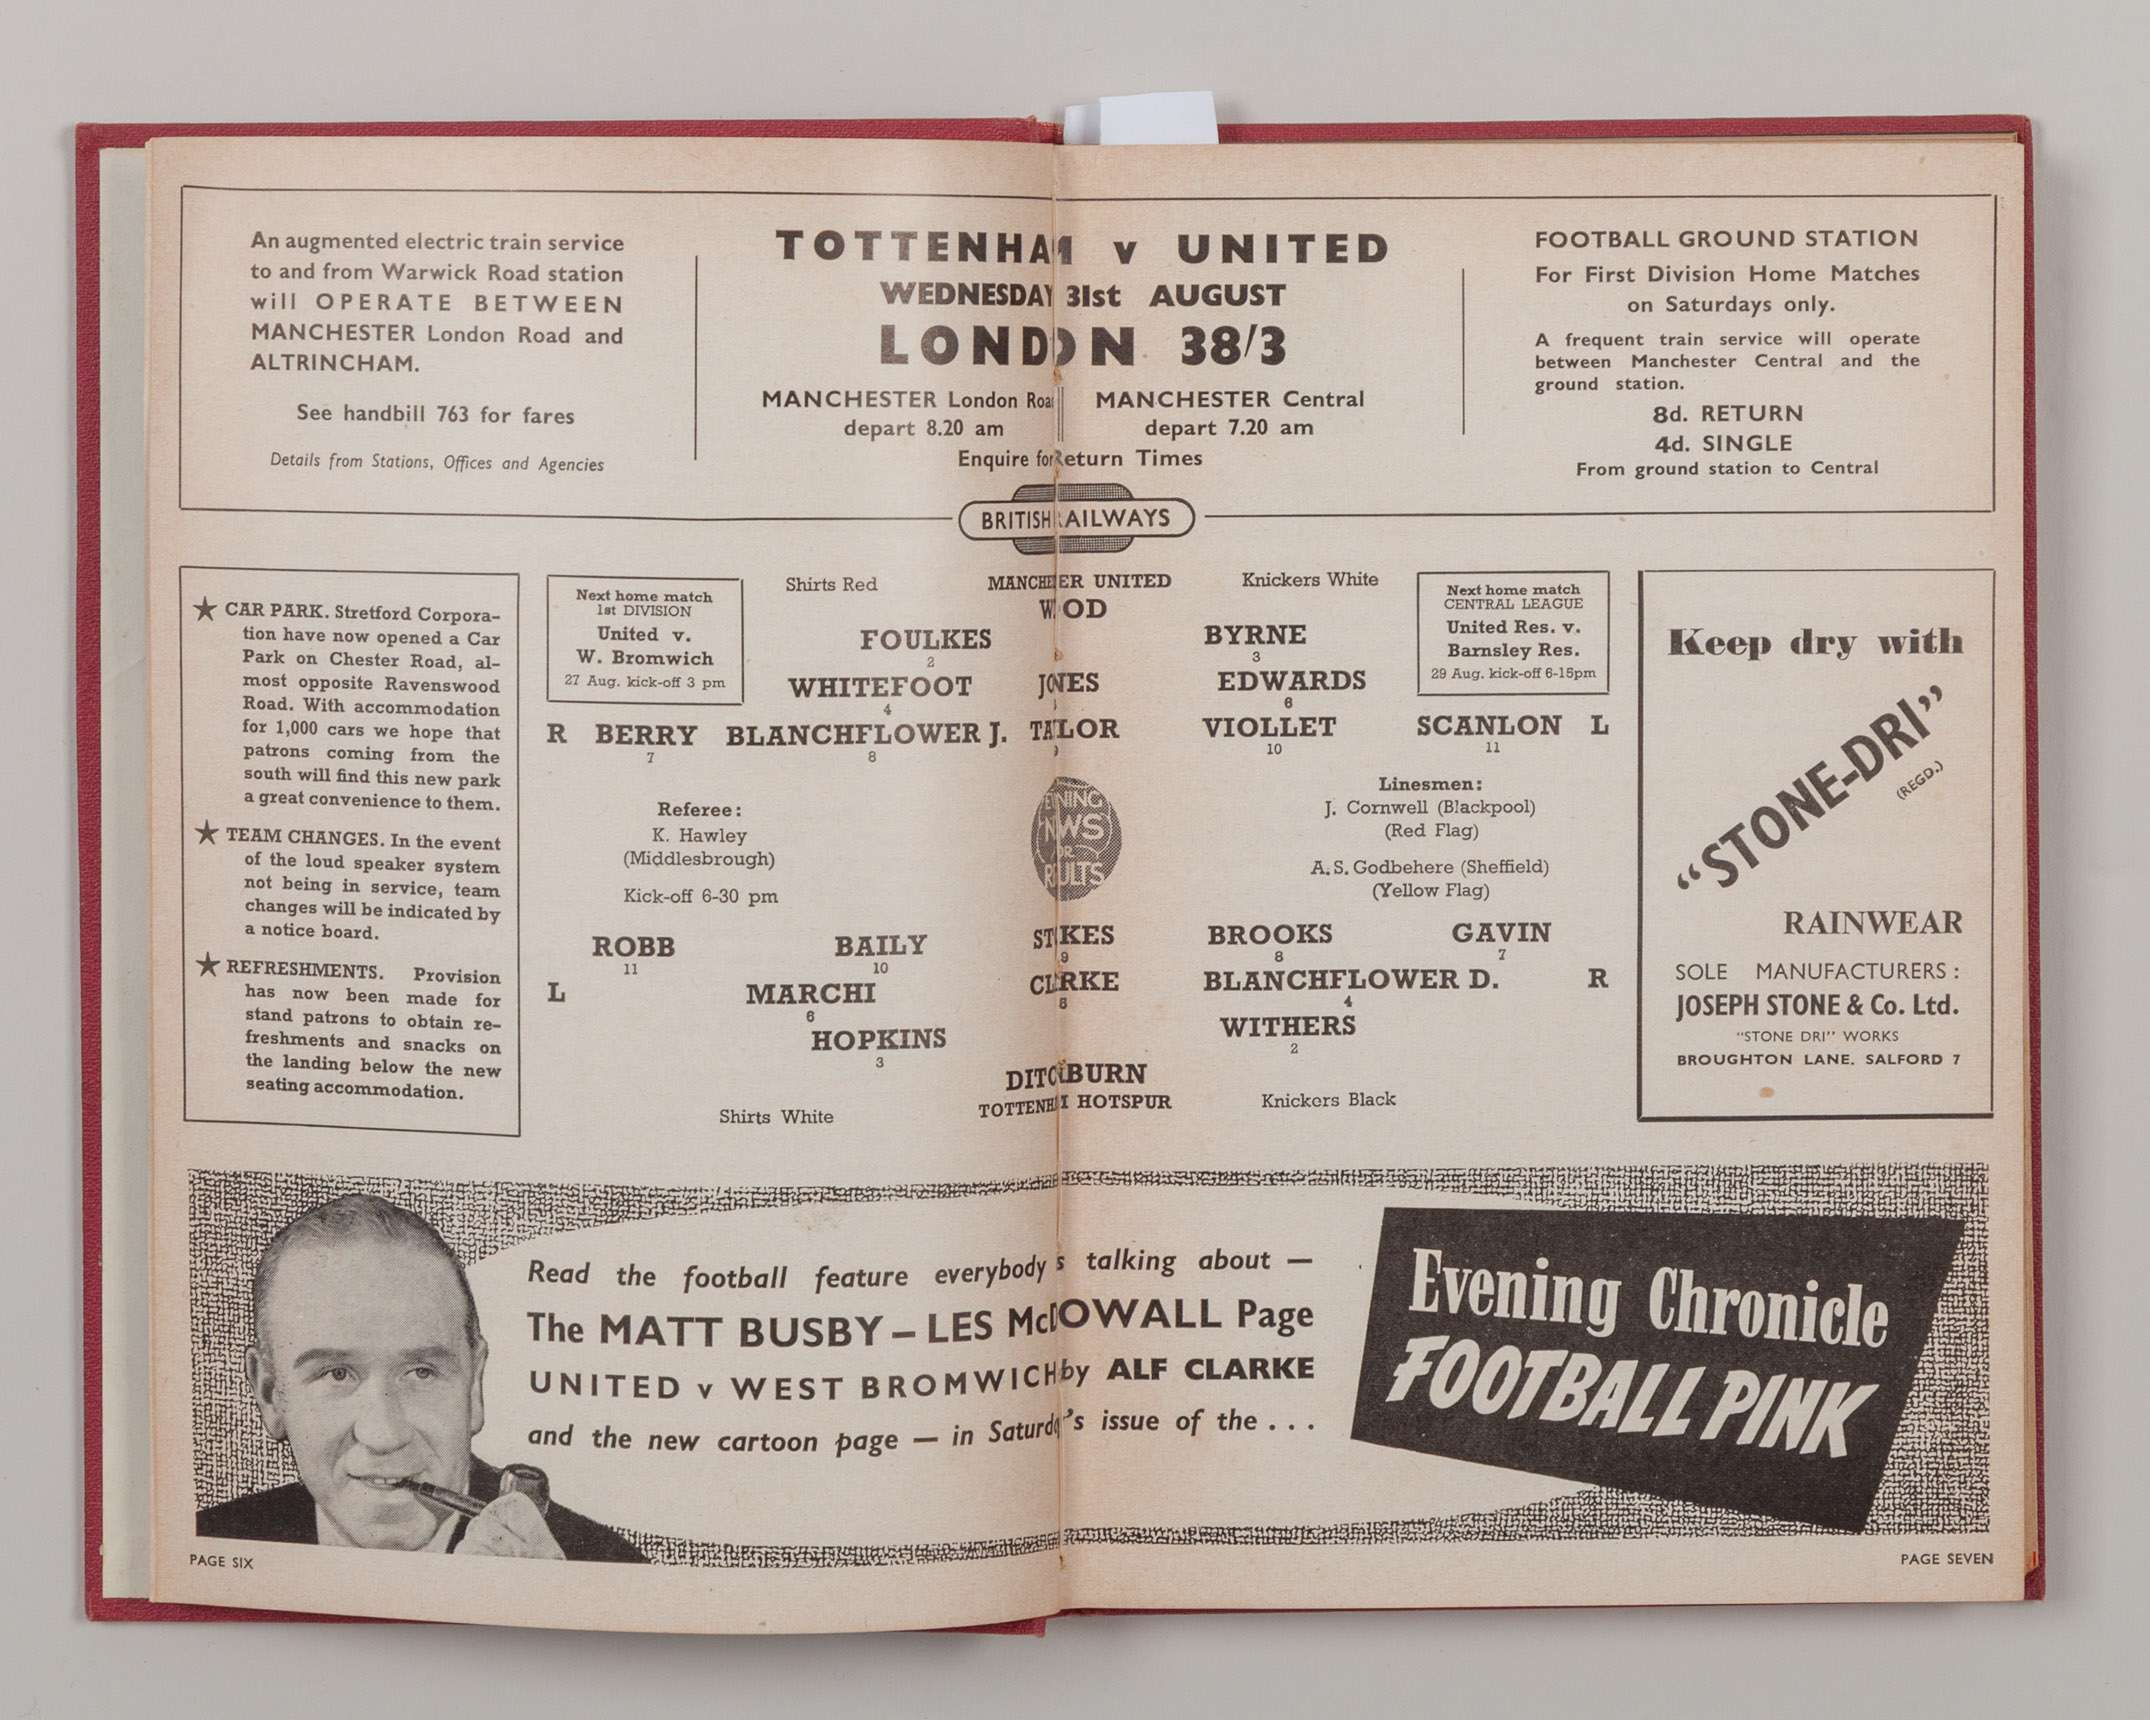 An augmented electric train service
to and from Warwick Road station
will OPERATE BETWEEN
MANCHESTER London Road and
ALTRINCHAM.
See handbill 763 for fares
Details from Stations, Offices and Agencies
TOTTENHAM v UNITED
WEDNESDAY 31st AUGUST
LONDON 38/3
MANCHESTER London Road
depart 8.20 am
MANCHESTER Central
depart 7.20 am
Enquire for Return Times
FOOTBALL GROUND STATION
For First Division Home Matches
on Saturdays only.
A frequent train service will operate
between Manchester Central and the
ground station.
8d. RETURN
4d. SINGLE
From ground station to Central
BRITISH RAILWAYS
★ CAR PARK. Stretford Corpora-
tion have now opened a Car
Park on Chester Road, al-
most opposite Ravenswood
Road. With accommodation
for 1,000 cars we hope that
patrons coming from the
south will find this new park
a great convenience to them.
★ TEAM CHANGES. In the event
of the loud speaker system
not being in service, team
changes will be indicated by
a notice board.
★ REFRESHMENTS. Provision
has now been made for
stand patrons to obtain re-
freshments and snacks on
the landing below the new
seating accommodation.
Next home match
1st DIVISION
United v.
W. Bromwich
27 Aug. kick-off 3 pm
Shirts Red MANCHESTER UNITED Knickers White
WOOD
FOULKES BYRNE
2 3
WHITEFOOT JONES EDWARDS
4 6
R BERRY BLANCHFLOWER J. TAYLOR VIOLLET SCANLON L
7 8 9 10 11
Next home match
CENTRAL LEAGUE
United Res. v.
Barnsley Res.
29 Aug. kick-off 6-15pm
Referee:
K. Hawley
(Middlesbrough)
Kick-off 6-30 pm
EVENING
NEWS
FOR
RESULTS
Linesmen:
J. Cornwell (Blackpool)
(Red Flag)
A. S. Godbehere (Sheffield)
(Yellow Flag)
ROBB BAILY STOKES BROOKS GAVIN
11 10 9 8 7
L MARCHI CLARKE BLANCHFLOWER D. R
6 5 4
HOPKINS WITHERS
3 2
DITCHBURN
Shirts White TOTTENHAM HOTSPUR Knickers Black
Keep dry with
"STONE-DRI"
(REGD.)
RAINWEAR
SOLE MANUFACTURERS:
JOSEPH STONE & Co. Ltd.
"STONE DRI" WORKS
BROUGHTON LANE. SALFORD 7
Read the football feature everybody's talking about —
The MATT BUSBY – LES McDOWALL Page
UNITED v WEST BROMWICH by ALF CLARKE
and the new cartoon page — in Saturday's issue of the . . .
Evening Chronicle
FOOTBALL PINK
PAGE SIX
PAGE SEVEN